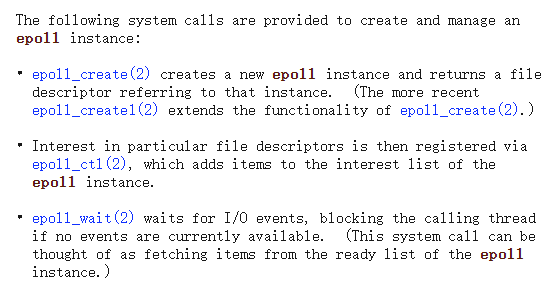 The following system calls are provided to create and manage an
epoll instance:
• epoll_create(2) creates a new epoll instance and returns a file
descriptor referring to that instance. (The more recent
epoll_create1(2) extends the functionality of epoll_create(2).)
• Interest in particular file descriptors is then registered via
epoll_ctl(2), which adds items to the interest list of the
epoll instance.
• epoll_wait(2) waits for I/O events, blocking the calling thread
if no events are currently available. (This system call can be
thought of as fetching items from the ready list of the epoll
instance.)